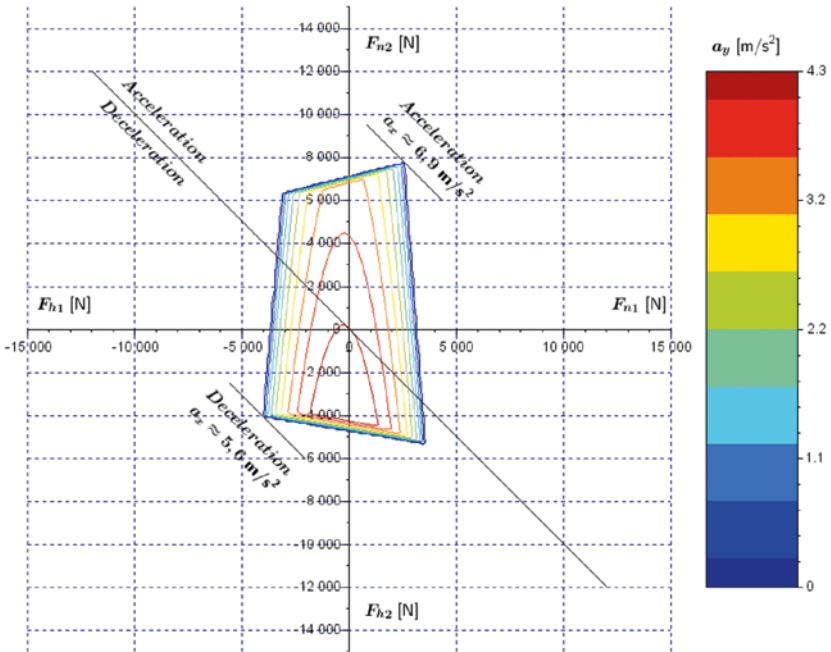 14 000
F_n2 [N]
12 000
10 000
8 000
6 000
4 000
2 000
Acceleration
Deceleration
Acceleration
a_x ≈ 6,9 m/s²
F_h1 [N]
F_n1 [N]
-15 000
-10 000
-5 000
0
5 000
10 000
15 000
2 000
4 000
6 000
8 000
10 000
12 000
14 000
Deceleration
a_x ≈ 5,6 m/s²
F_h2 [N]
a_y [m/s²]
4.3
3.2
2.2
1.1
0